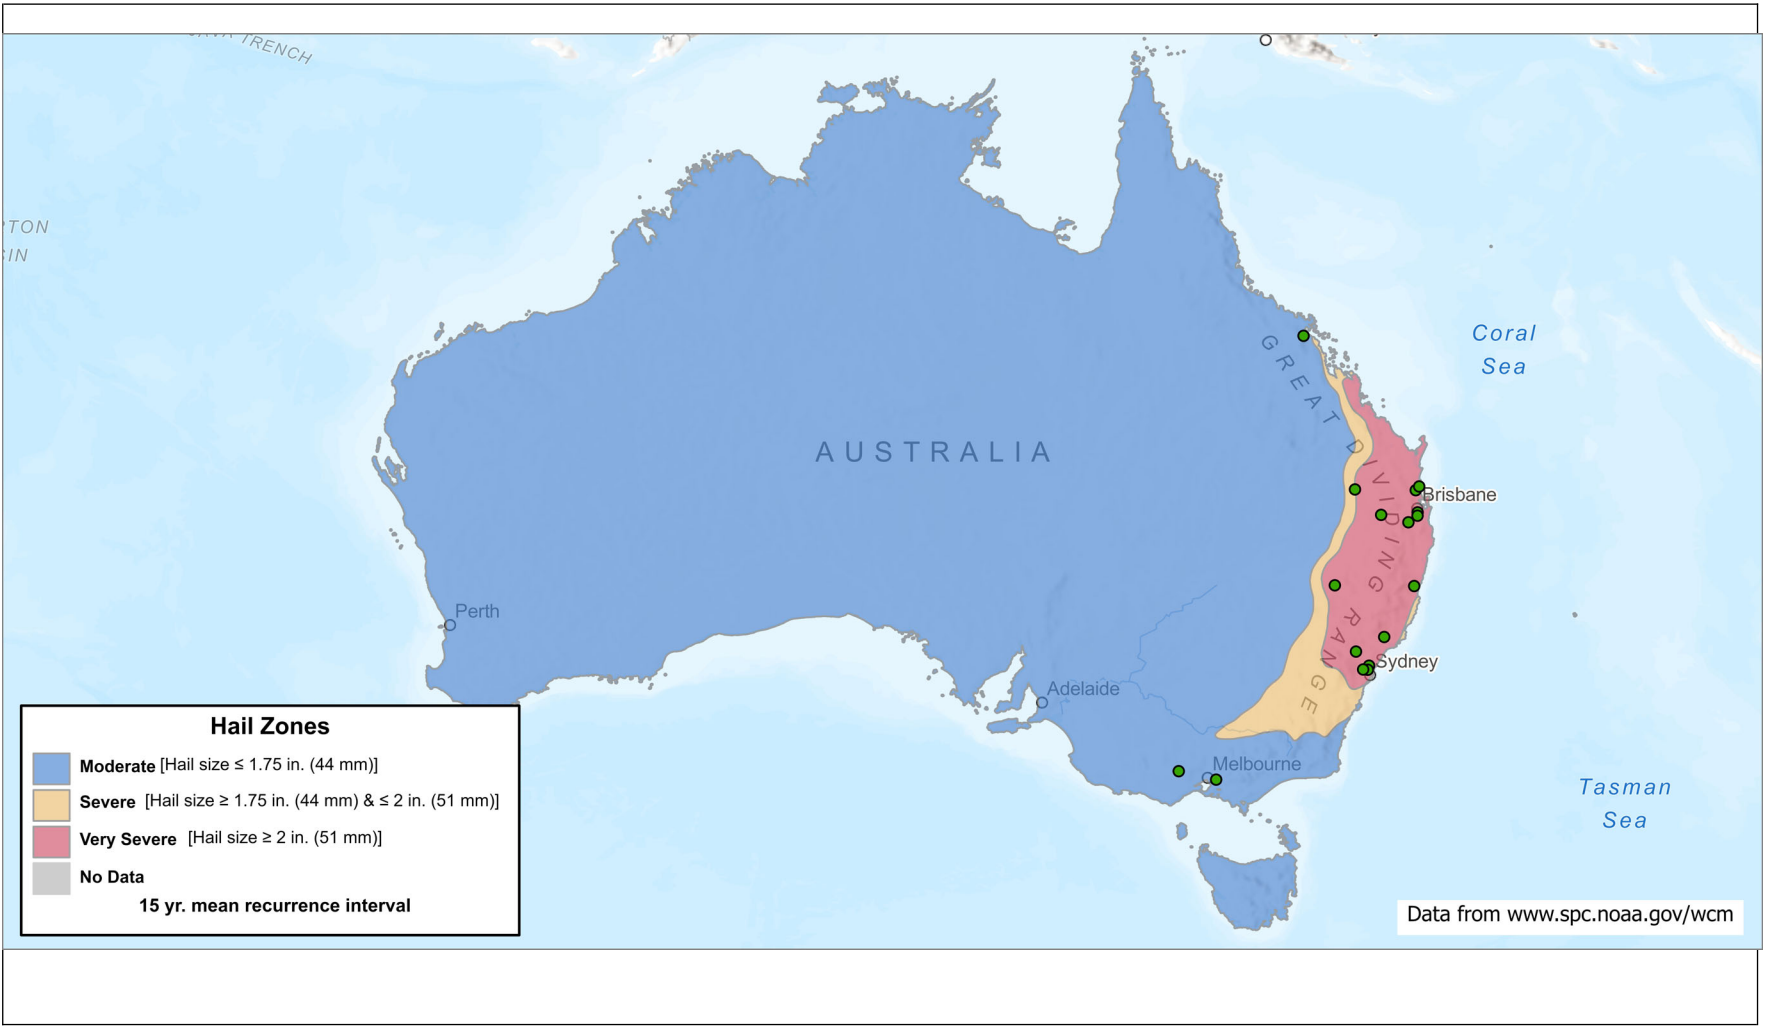 TRENCH
Coral
Sea
GREAT DIVIDING RANGE
AUSTRALIA
Brisbane
Perth
Sydney
Adelaide
Melbourne
Tasman
Sea
Hail Zones
Moderate [Hail size ≤ 1.75 in. (44 mm)]
Severe [Hail size ≥ 1.75 in. (44 mm) & ≤ 2 in. (51 mm)]
Very Severe [Hail size ≥ 2 in. (51 mm)]
No Data
15 yr. mean recurrence interval
Data from www.spc.noaa.gov/wcm